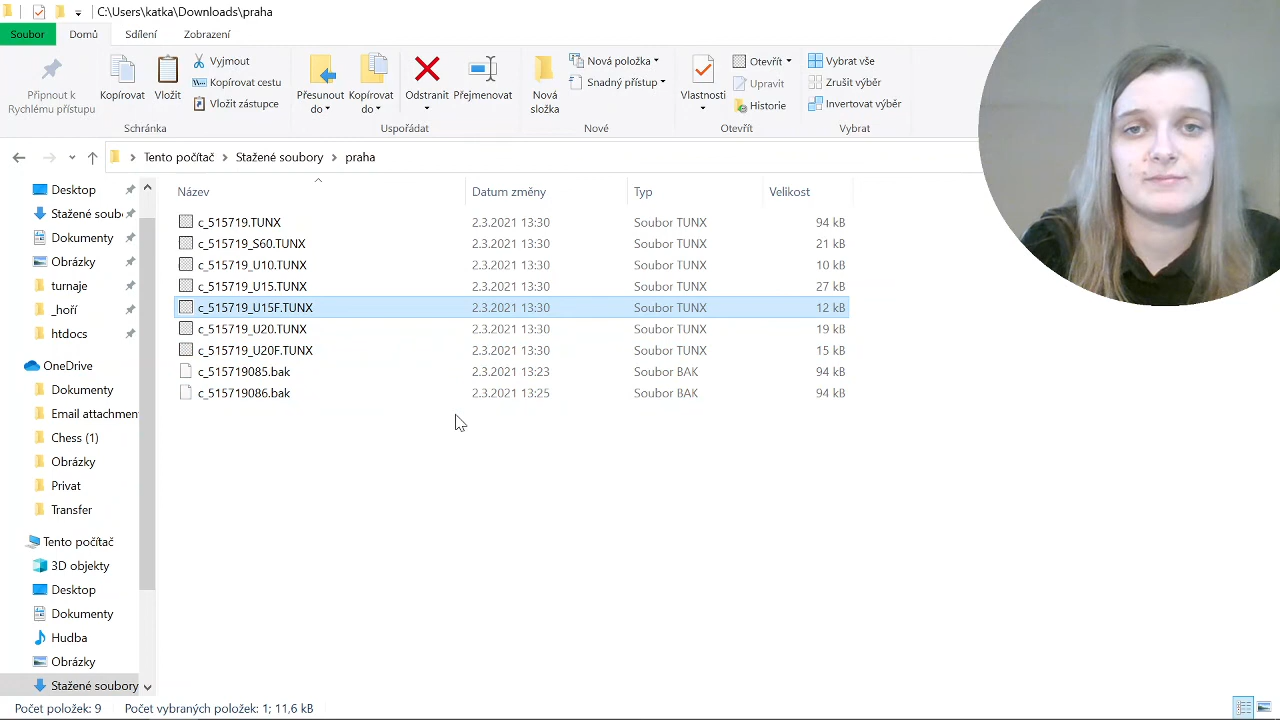 C:\Users\katka\Downloads\praha
Soubor Domů Sdílení Zobrazení
Připnout k Rychlému přístupu
Kopírovat
Vložit
Vyjmout
Kopírovat cestu
Vložit zástupce
Schránka
Přesunout do
Kopírovat do
Odstranit
Přejmenovat
Uspořádat
Nová složka
Nová položka
Snadný přístup
Nové
Vlastnosti
Otevřít
Upravit
Historie
Otevřít
Vybrat vše
Zrušit výběr
Invertovat výběr
Vybrat
Tento počítač > Stažené soubory > praha
Desktop
Stažené soub
Dokumenty
Obrázky
turnaje
_hoří
htdocs
OneDrive
Dokumenty
Email attachmen
Chess (1)
Obrázky
Privat
Transfer
Tento počítač
3D objekty
Desktop
Dokumenty
Hudba
Obrázky
Stažené soubory
Název Datum změny Typ Velikost
c_515719.TUNX 2.3.2021 13:30 Soubor TUNX 94 kB
c_515719_S60.TUNX 2.3.2021 13:30 Soubor TUNX 21 kB
c_515719_U10.TUNX 2.3.2021 13:30 Soubor TUNX 10 kB
c_515719_U15.TUNX 2.3.2021 13:30 Soubor TUNX 27 kB
c_515719_U15F.TUNX 2.3.2021 13:30 Soubor TUNX 12 kB
c_515719_U20.TUNX 2.3.2021 13:30 Soubor TUNX 19 kB
c_515719_U20F.TUNX 2.3.2021 13:30 Soubor TUNX 15 kB
c_515719085.bak 2.3.2021 13:23 Soubor BAK 94 kB
c_515719086.bak 2.3.2021 13:25 Soubor BAK 94 kB
Počet položek: 9 Počet vybraných položek: 1; 11,6 kB